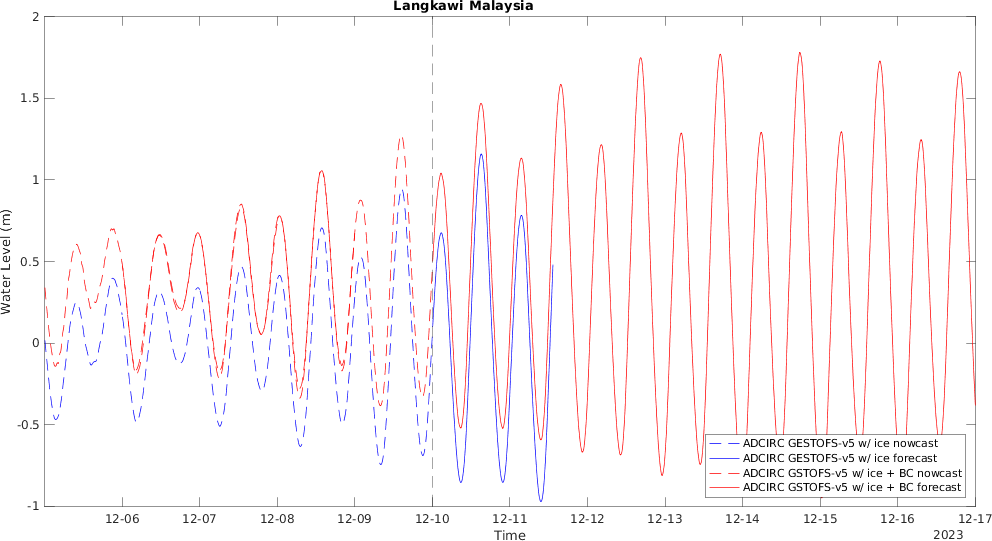 Langkawi Malaysia
2
1.5
1
0.5
0
-0.5
-1
Water Level (m)
ADCIRC GESTOFS-v5 w/ ice nowcast
ADCIRC GESTOFS-v5 w/ ice forecast
ADCIRC GSTOFS-v5 w/ ice + BC nowcast
ADCIRC GSTOFS-v5 w/ ice + BC forecast
12-06 12-07 12-08 12-09 12-10 12-11 12-12 12-13 12-14 12-15 12-16 12-17
Time
2023